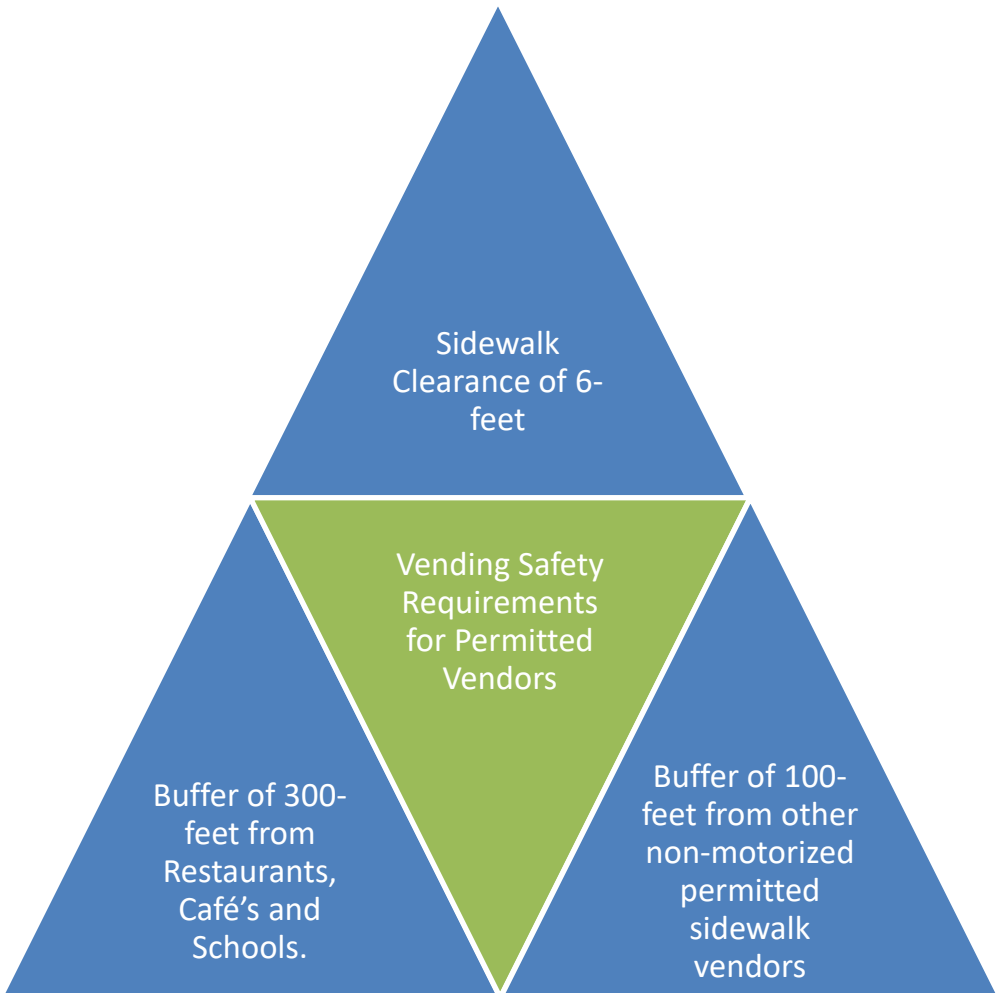 Sidewalk
Clearance of 6-
feet
Vending Safety
Requirements
for Permitted
Vendors
Buffer of 300-
feet from
Restaurants,
Café’s and
Schools.
Buffer of 100-
feet from other
non-motorized
permitted
sidewalk
vendors